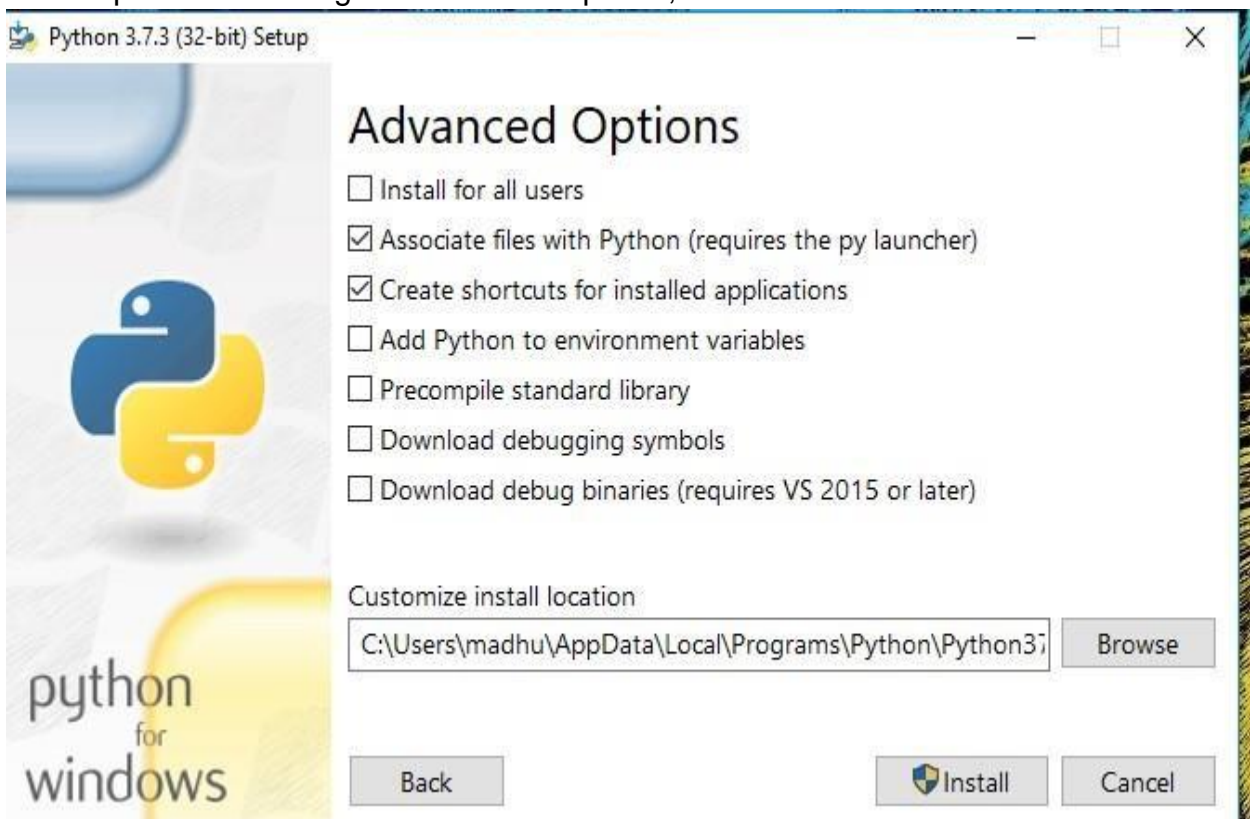 Python 3.7.3 (32-bit) Setup
Advanced Options
Install for all users
Associate files with Python (requires the py launcher)
Create shortcuts for installed applications
Add Python to environment variables
Precompile standard library
Download debugging symbols
Download debug binaries (requires VS 2015 or later)
Customize install location
C:\Users\madhu\AppData\Local\Programs\Python\Python37
Browse
python
for
windows
Back
Install
Cancel